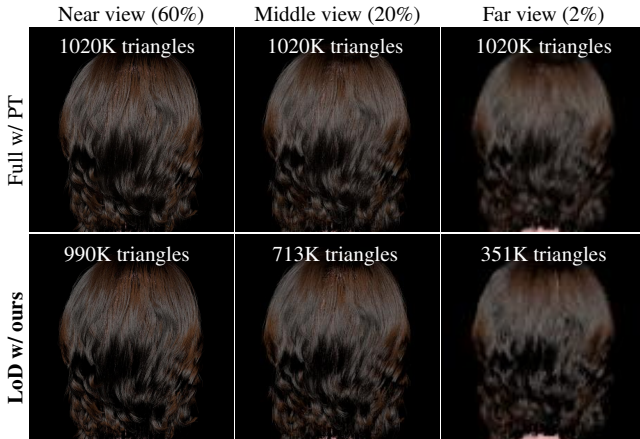 Near view (60%) Middle view (20%) Far view (2%)
Full w/ PT
1020K triangles 1020K triangles 1020K triangles
LoD w/ ours
990K triangles 713K triangles 351K triangles